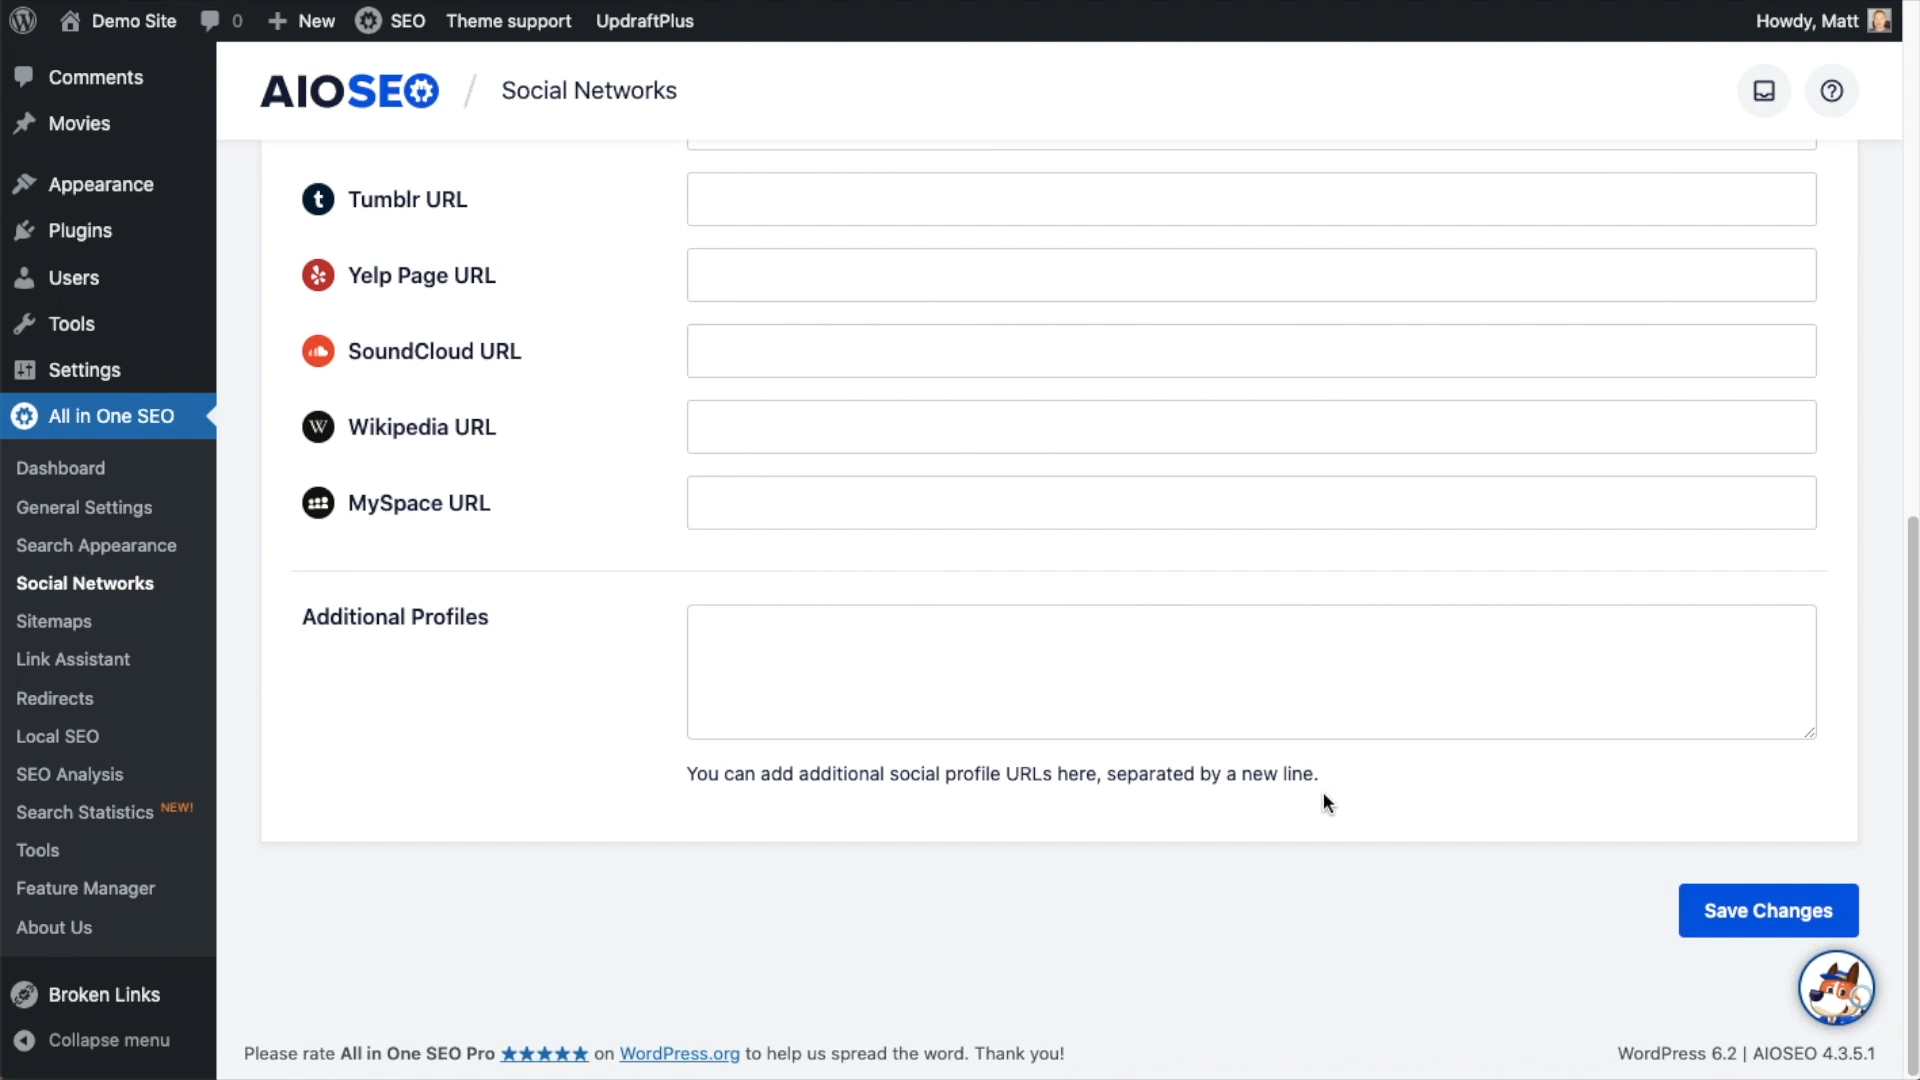 Demo Site 0 New SEO Theme support UpdraftPlus Howdy, Matt
Comments
Movies
Appearance
Plugins
Users
Tools
Settings
All in One SEO
Dashboard
General Settings
Search Appearance
Social Networks
Sitemaps
Link Assistant
Redirects
Local SEO
SEO Analysis
Search Statistics NEW!
Tools
Feature Manager
About Us
Broken Links
Collapse menu
AIOSEO / Social Networks
Tumblr URL
Yelp Page URL
SoundCloud URL
Wikipedia URL
MySpace URL
Additional Profiles
You can add additional social profile URLs here, separated by a new line.
Save Changes
Please rate All in One SEO Pro ★★★★★ on WordPress.org to help us spread the word. Thank you!
WordPress 6.2 | AIOSEO 4.3.5.1